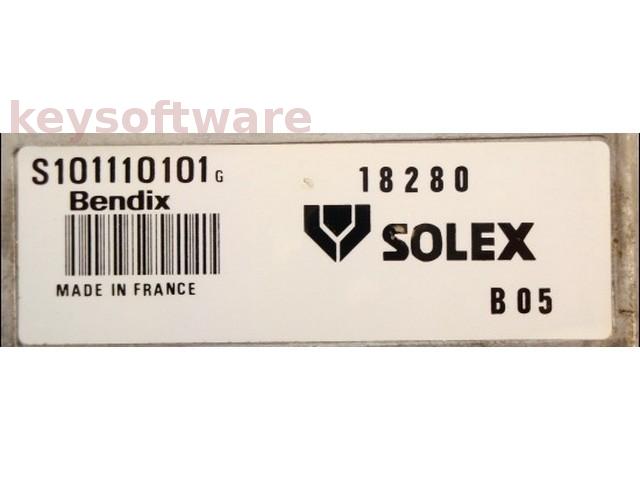 keysoftware
S101110101 G
18280
Bendix
SOLEX
MADE IN FRANCE
B05